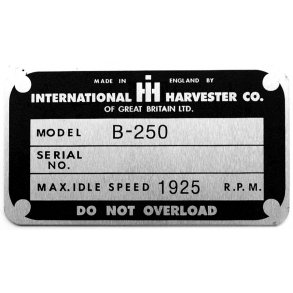 MADE IN ENGLAND BY
INTERNATIONAL IH HARVESTER CO.
OF GREAT BRITAIN LTD.
MODEL B-250
SERIAL
NO.
MAX. IDLE SPEED 1925 R.P.M.
DO NOT OVERLOAD